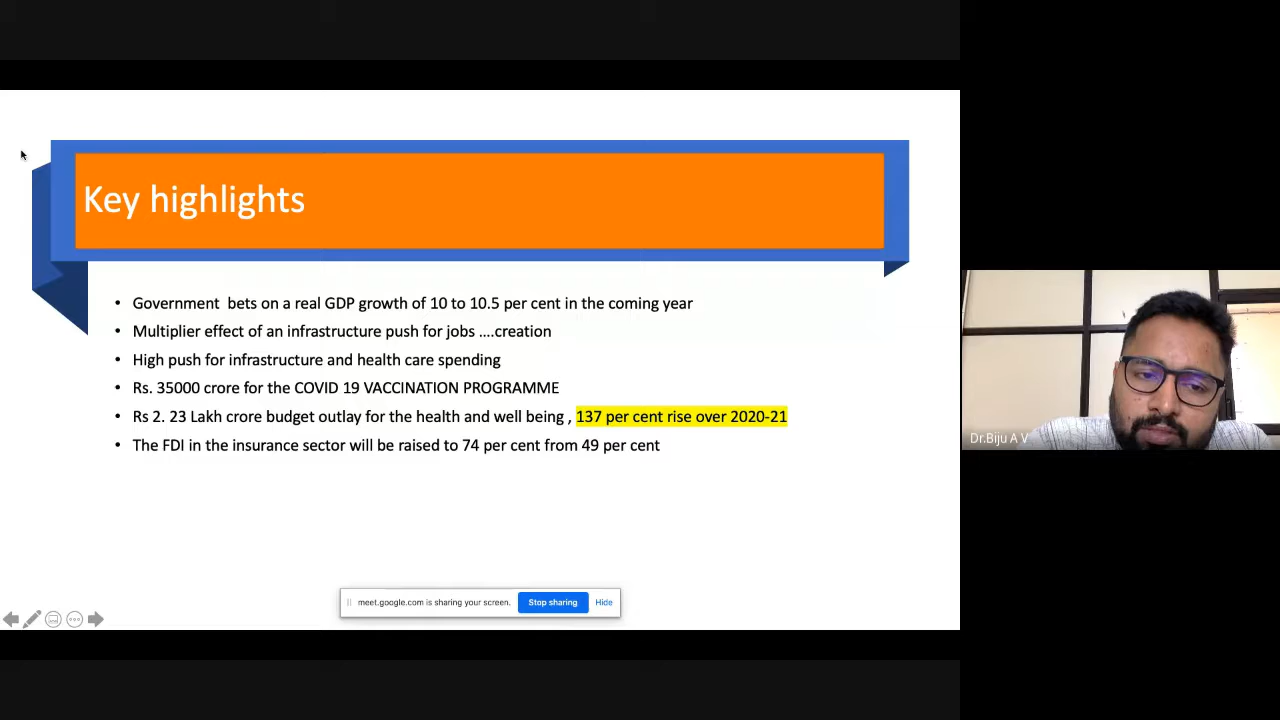 Key highlights
• Government  bets on a real GDP growth of 10 to 10.5 per cent in the coming year
• Multiplier effect of an infrastructure push for jobs ....creation
• High push for infrastructure and health care spending
• Rs. 35000 crore for the COVID 19 VACCINATION PROGRAMME
• Rs 2. 23 Lakh crore budget outlay for the health and well being , 137 per cent rise over 2020-21
• The FDI in the insurance sector will be raised to 74 per cent from 49 per cent
Dr.Biju A V
meet.google.com is sharing your screen. Stop sharing Hide